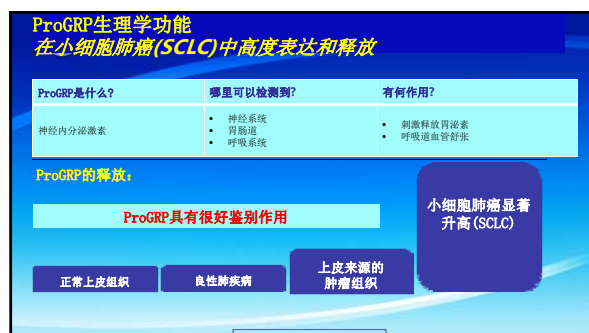 ProGRP生理学功能
在小细胞肺癌(SCLC)中高度表达和释放
ProGRP是什么?
哪里可以检测到?
有何作用?
神经内分泌激素
• 神经系统
• 胃肠道
• 呼吸系统
• 刺激释放胃泌素
• 呼吸道血管舒张
ProGRP的释放:
ProGRP具有很好鉴别作用
小细胞肺癌显著
升高(SCLC)
上皮来源的
肿瘤组织
正常上皮组织
良性肺疾病